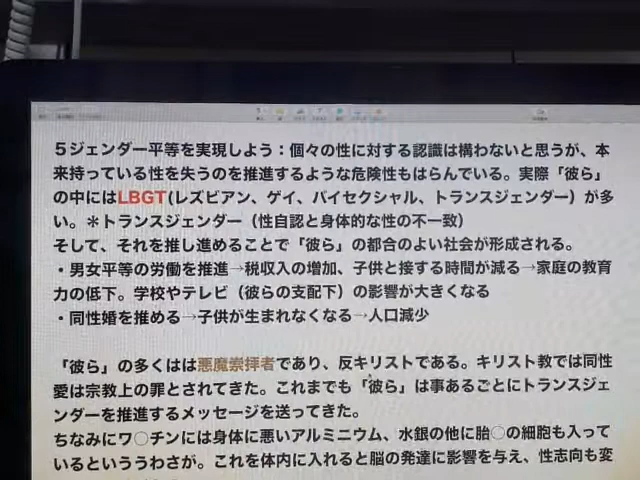 5ジェンダー平等を実現しよう：個々の性に対する認識は構わないと思うが、本
来持っている性を失うのを推進するような危険性もはらんでいる。実際「彼ら」
の中にはLBGT(レズビアン、ゲイ、バイセクシャル、トランスジェンダー）が多
い。＊トランスジェンダー（性自認と身体的な性の不一致）
そして、それを推し進めることで「彼ら」の都合のよい社会が形成される。
・男女平等の労働を推進→税収入の増加、子供と接する時間が減る→家庭の教育
力の低下。学校やテレビ（彼らの支配下）の影響が大きくなる
・同性婚を推める→子供が生まれなくなる→人口減少
「彼ら」の多くはは悪魔崇拝者であり、反キリストである。キリスト教では同性
愛は宗教上の罪とされてきた。これまでも「彼ら」は事あるごとにトランスジェ
ンダーを推進するメッセージを送ってきた。
ちなみにワ〇チンには身体に悪いアルミニウム、水銀の他に胎〇の細胞も入って
いるといううわさが。これを体内に入れると脳の発達に影響を与え、性志向も変